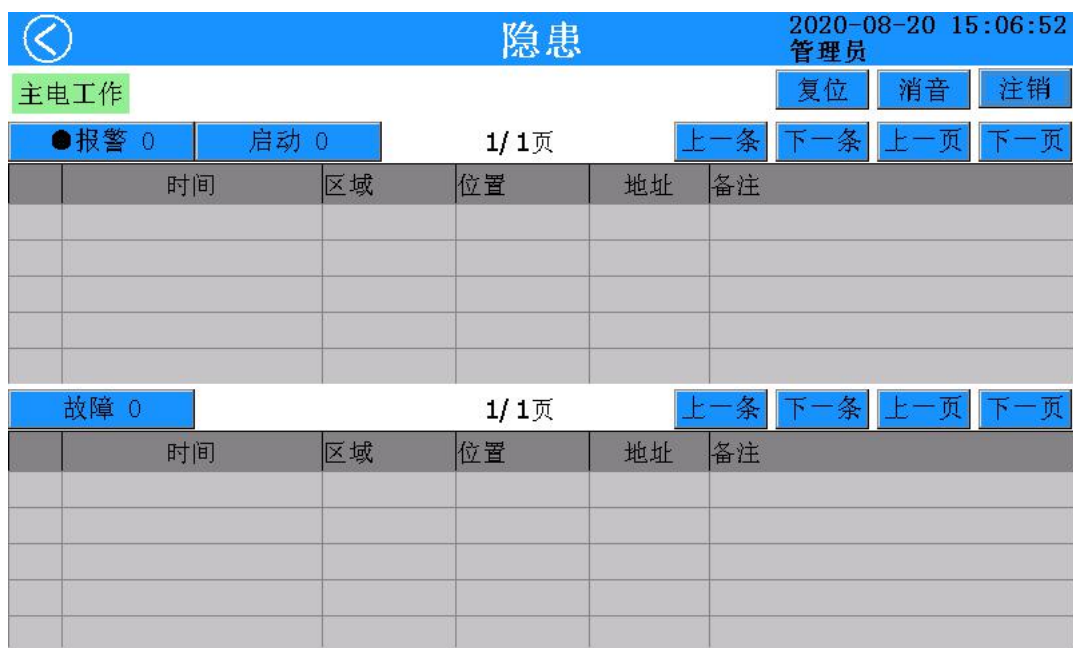 隐患
2020-08-20 15:06:52
管理员
主电工作 复位 消音 注销
●报警 0 启动 0 1/ 1页 上一条 下一条 上一页 下一页
时间 区域 位置 地址 备注
故障 0 1/ 1页 上一条 下一条 上一页 下一页
时间 区域 位置 地址 备注